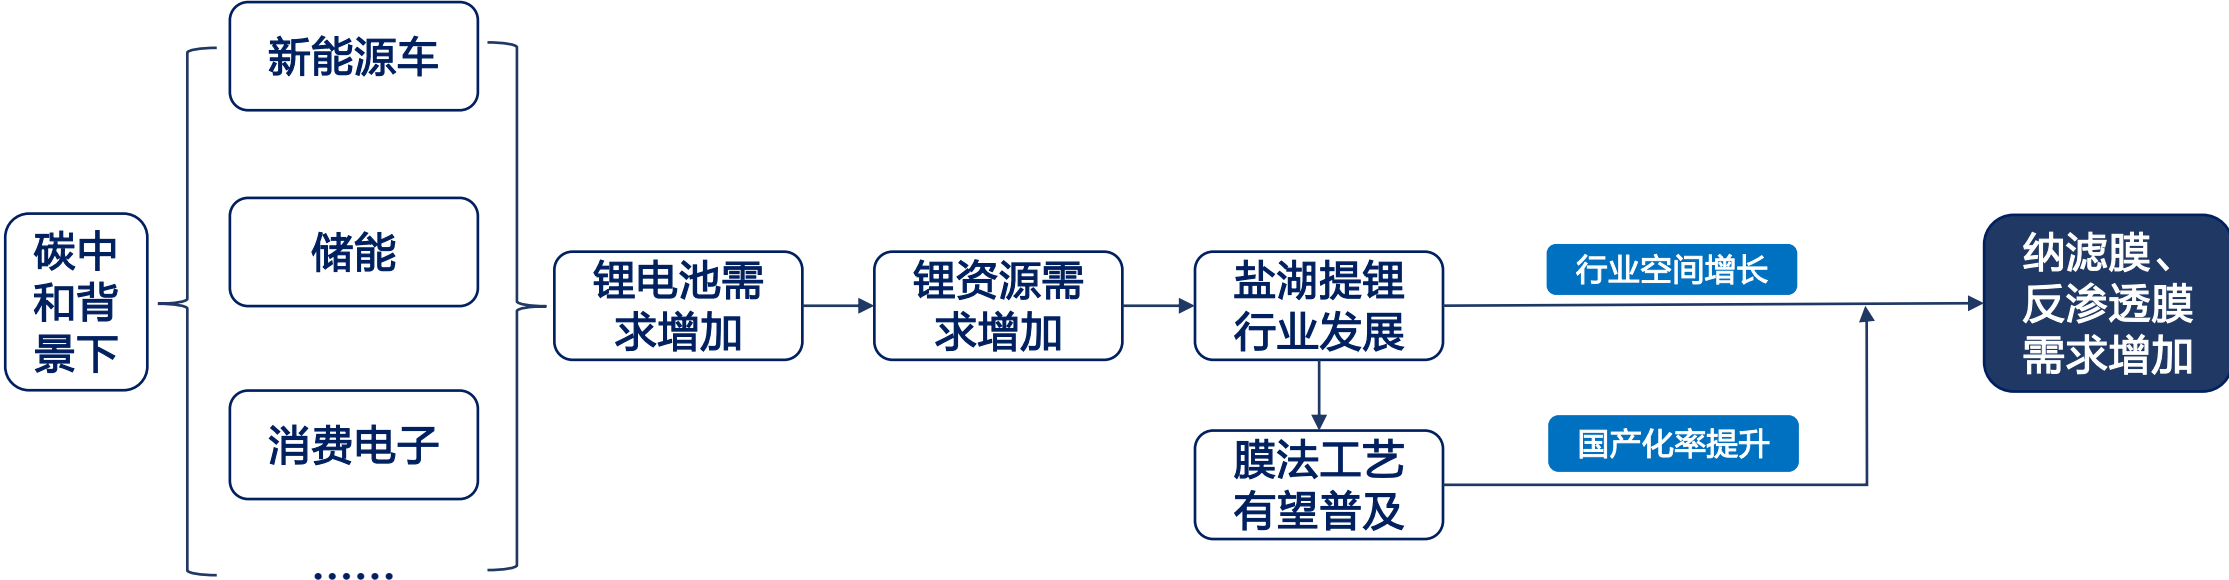 碳中
和背
景下
新能源车
储能
消费电子
……
锂电池需
求增加
锂资源需
求增加
盐湖提锂
行业发展
膜法工艺
有望普及
行业空间增长
国产化率提升
纳滤膜、
反渗透膜
需求增加